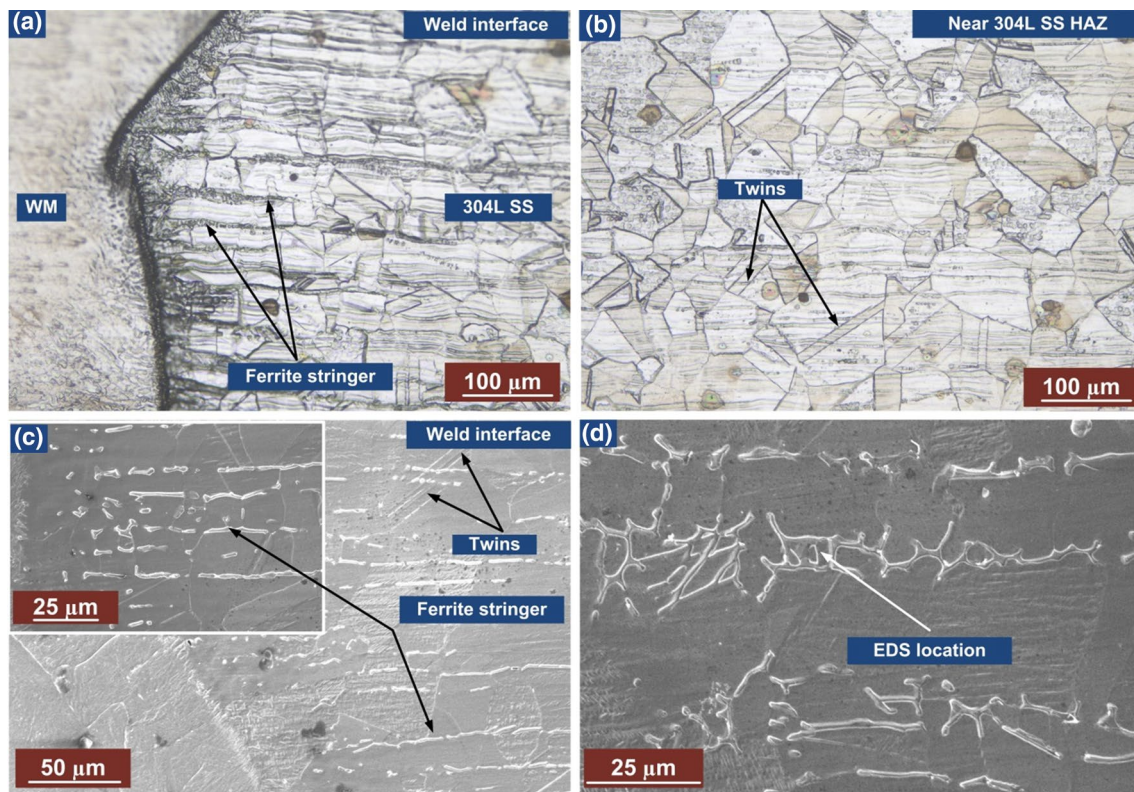 (a)
Weld interface
WM
304L SS
Ferrite stringer
100 µm
(b)
Near 304L SS HAZ
Twins
100 µm
(c)
Weld interface
Twins
Ferrite stringer
25 µm
50 µm
(d)
EDS location
25 µm